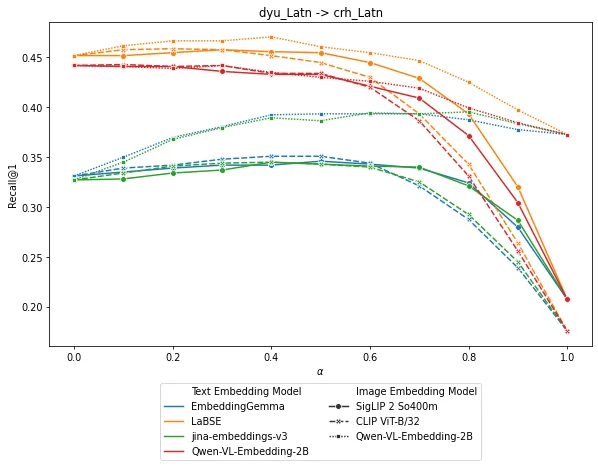 dyu_Latn -> crh_Latn
Recall@1
0.45
0.40
0.35
0.30
0.25
0.20
0.0
0.2
0.4
0.6
0.8
1.0
α
Text Embedding Model
EmbeddingGemma
LaBSE
jina-embeddings-v3
Qwen-VL-Embedding-2B
Image Embedding Model
SigLIP 2 So400m
CLIP ViT-B/32
Qwen-VL-Embedding-2B